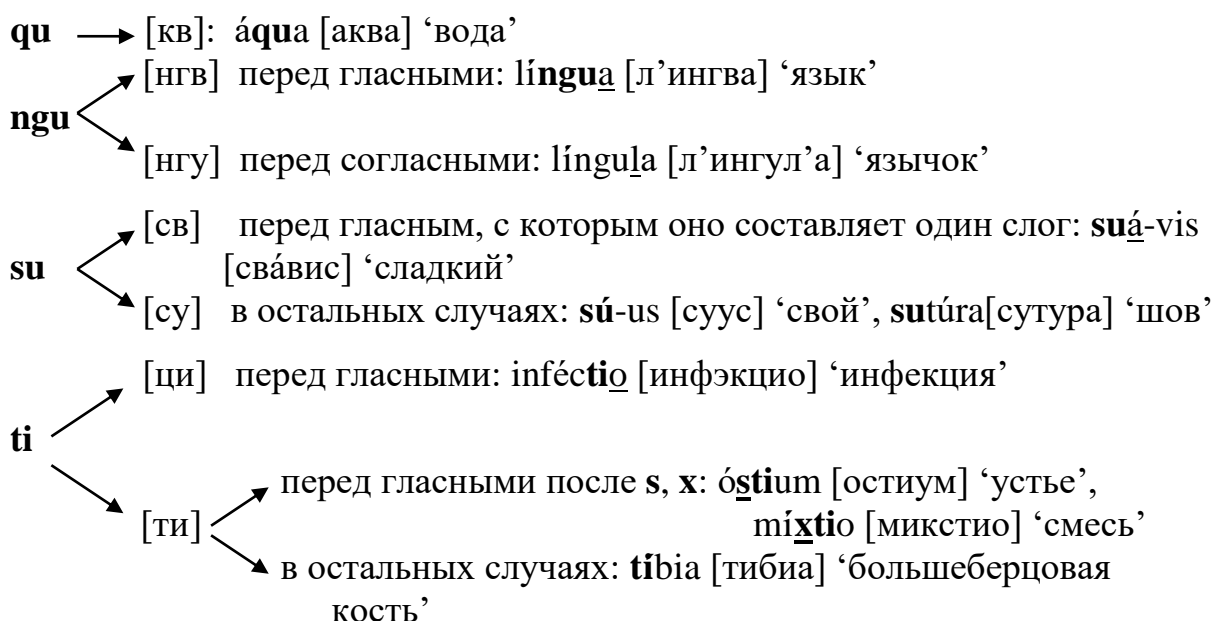 qu [кв]: áqua [аква] ‘вода’
[нгв] перед гласными: língua [л’ингва] ‘язык’
ngu
[нгу] перед согласными: língula [л’ингул’а] ‘язычок’
[св] перед гласным, с которым оно составляет один слог: suá-vis
su [свáвис] ‘сладкий’
[су] в остальных случаях: sú-us [суус] ‘свой’, sutúra[сутура] ‘шов’
[ци] перед гласными: inféctio [инфэкцио] ‘инфекция’
ti
перед гласными после s, x: óstium [остиум] ‘устье’,
[ти] míxtio [микстио] ‘смесь’
в остальных случаях: tíbia [тибиа] ‘большеберцовая
кость’